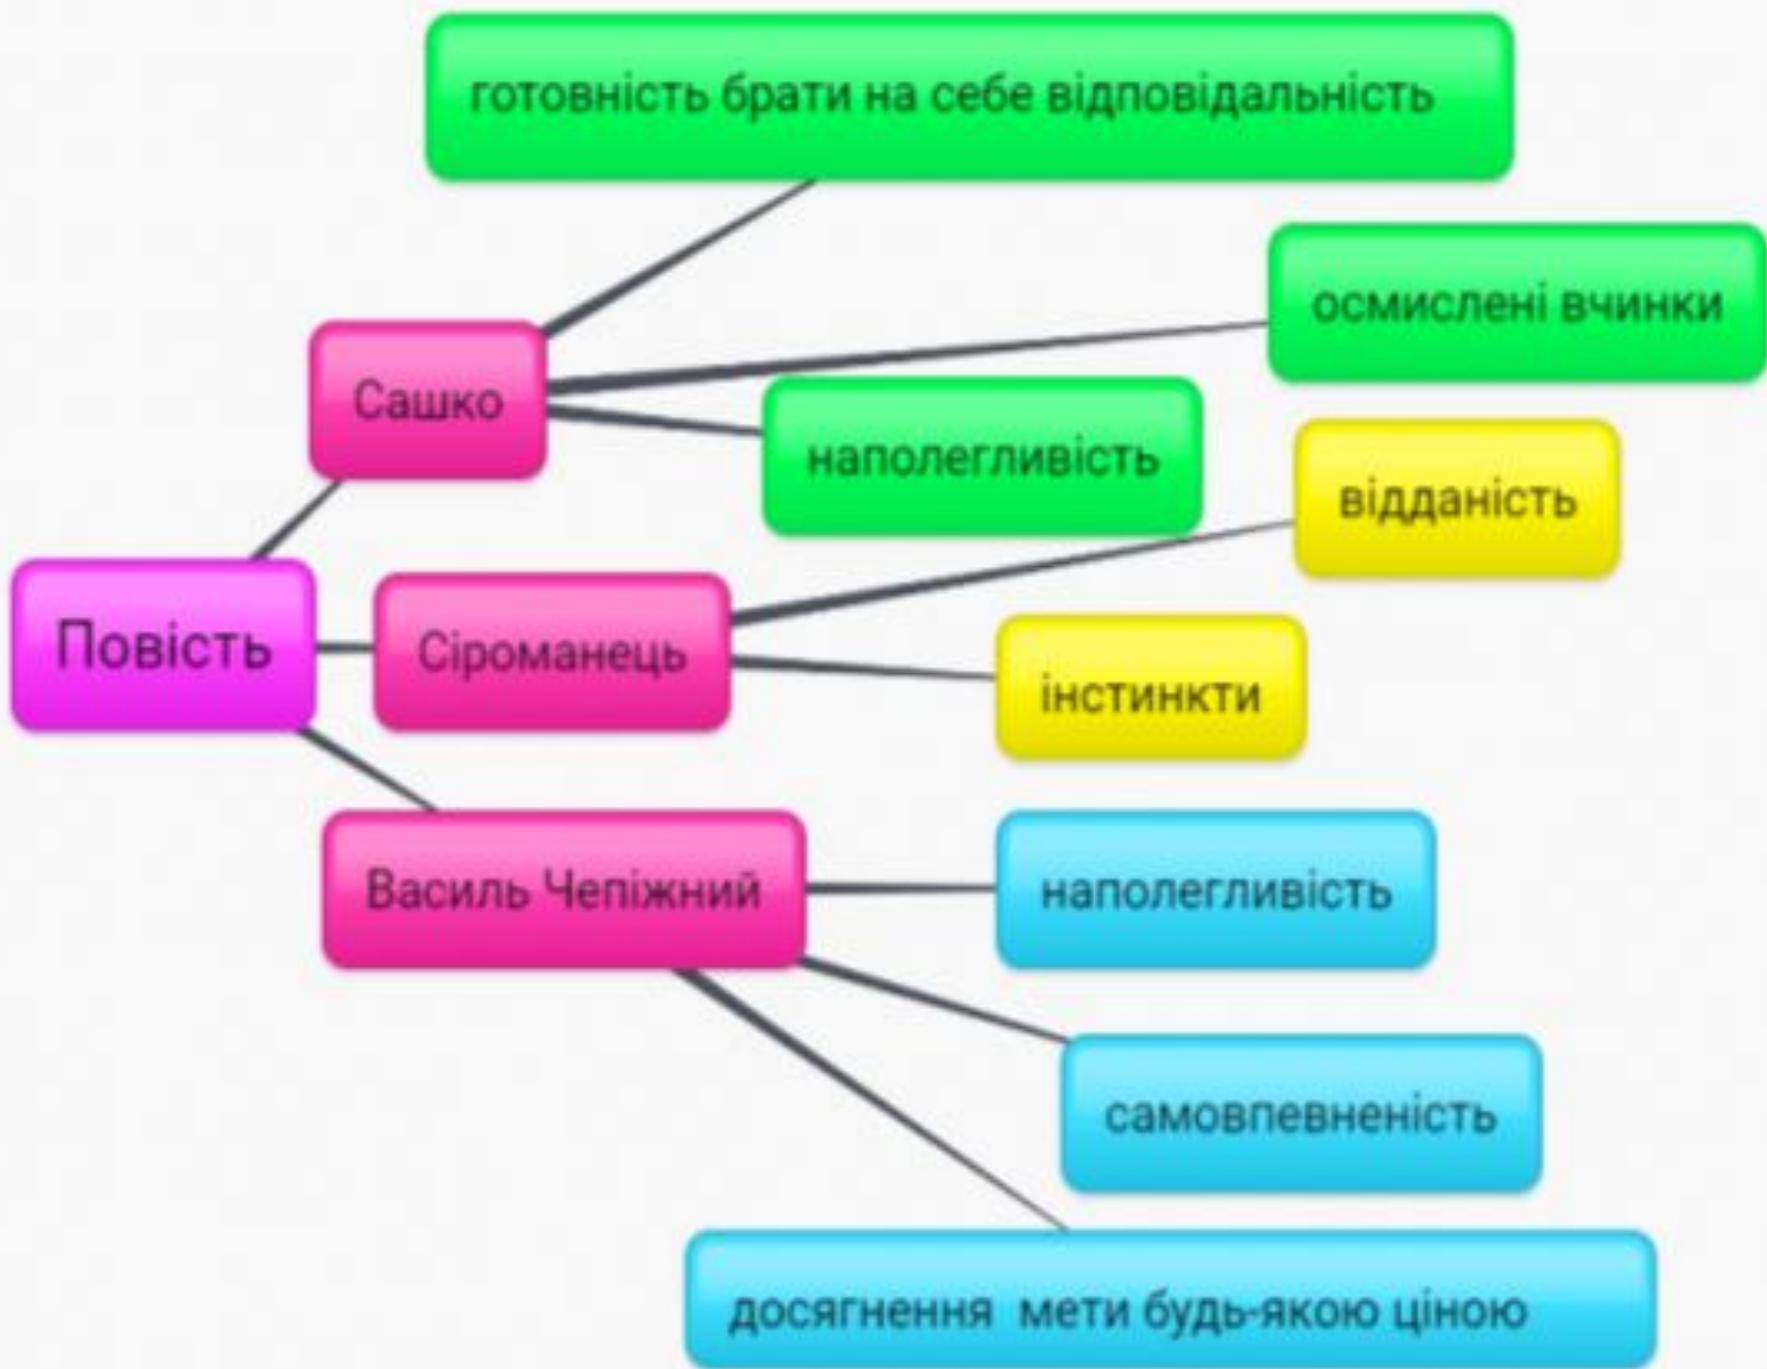 готовність брати на себе відповідальність
осмислені вчинки
Сашко
наполегливість
відданість
Повість
Сіроманець
інстинкти
Василь Чепіжний
наполегливість
самовпевненість
досягнення мети будь-якою ціною